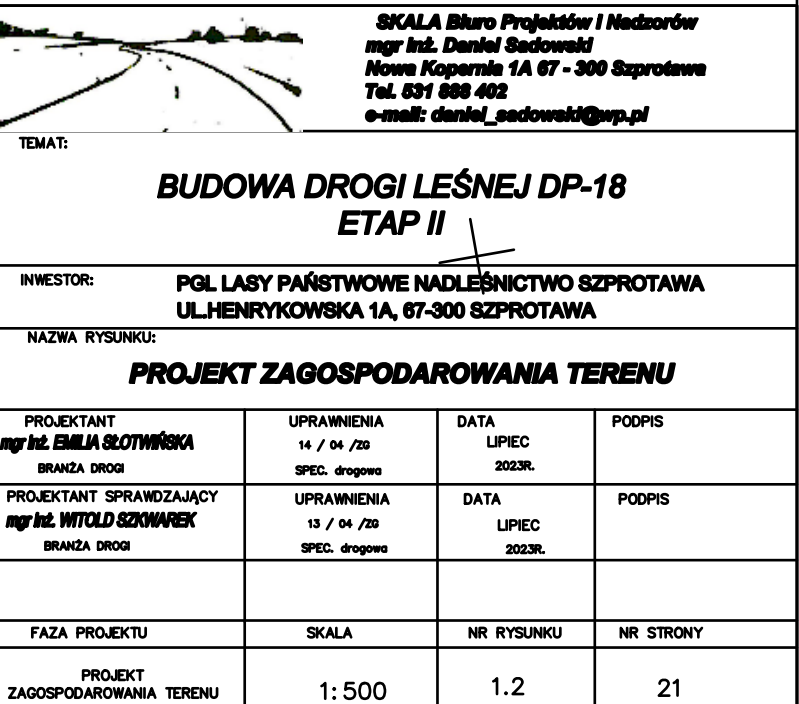 SKALA Biuro Projektów i Nadzorów
mgr inż. Daniel Sadowski
Nowa Kopernia 1A 67 - 300 Szprotawa
Tel. 531 888 402
e-mail: daniel_sadowski@wp.pl
TEMAT:
BUDOWA DROGI LEŚNEJ DP-18
ETAP II
INWESTOR:
PGL LASY PAŃSTWOWE NADLEŚNICTWO SZPROTAWA
UL.HENRYKOWSKA 1A, 67-300 SZPROTAWA
NAZWA RYSUNKU:
PROJEKT ZAGOSPODAROWANIA TERENU
PROJEKTANT UPRAWNIENIA DATA PODPIS
mgr inż. EMILIA SŁOTWIŃSKA 14 / 04 /ZG LIPIEC
BRANŻA DROGI SPEC. drogowa 2023R.
PROJEKTANT SPRAWDZAJĄCY UPRAWNIENIA DATA PODPIS
mgr inż. WITOLD SZKWAREK 13 / 04 /ZG LIPIEC
BRANŻA DROGI SPEC. drogowa 2023R.
FAZA PROJEKTU SKALA NR RYSUNKU NR STRONY
PROJEKT
ZAGOSPODAROWANIA TERENU 1:500 1.2 21